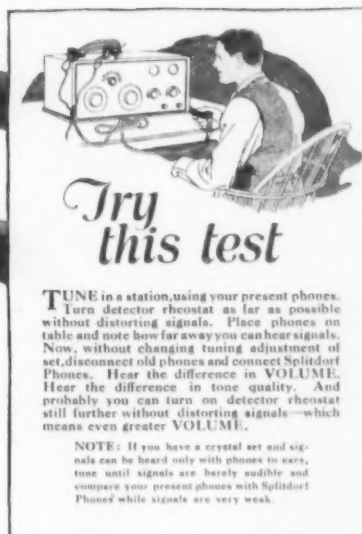 Try
this test
TUNE in a station, using your present phones.
Turn detector rheostat as far as possible
without distorting signals. Place phones on
table and note how far away you can hear signals.
Now, without changing tuning adjustment of
set, disconnect old phones and connect Splitdorf
Phones. Hear the difference in VOLUME.
Hear the difference in tone quality. And
probably you can turn on detector rheostat
still further without distorting signals—which
means even greater VOLUME.
NOTE: If you have a crystal set and sig-
nals can be heard only with phones to ears,
tune until signals are barely audible and
compare your present phones with Splitdorf
Phones while signals are very weak.